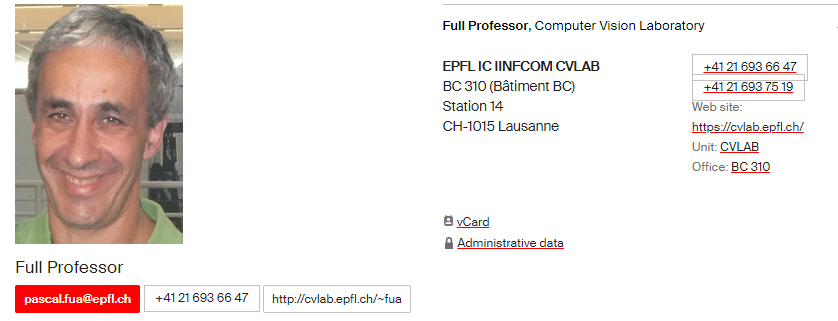 Full Professor
pascal.fua@epfl.ch
+41 21 693 66 47
http://cvlab.epfl.ch/~fua
Full Professor, Computer Vision Laboratory
EPFL IC IINFCOM CVLAB
BC 310 (Bâtiment BC)
Station 14
CH-1015 Lausanne
+41 21 693 66 47
+41 21 693 75 19
Web site:
https://cvlab.epfl.ch/
Unit: CVLAB
Office: BC 310
vCard
Administrative data